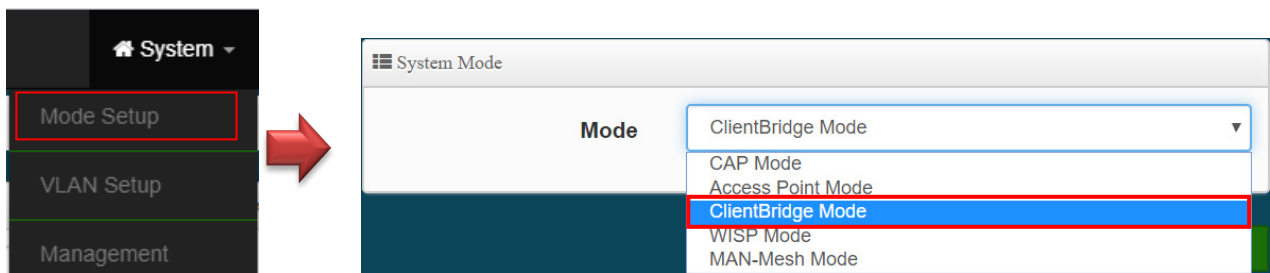 System
Mode Setup
VLAN Setup
Management
System Mode
Mode
ClientBridge Mode
CAP Mode
Access Point Mode
ClientBridge Mode
WISP Mode
MAN-Mesh Mode